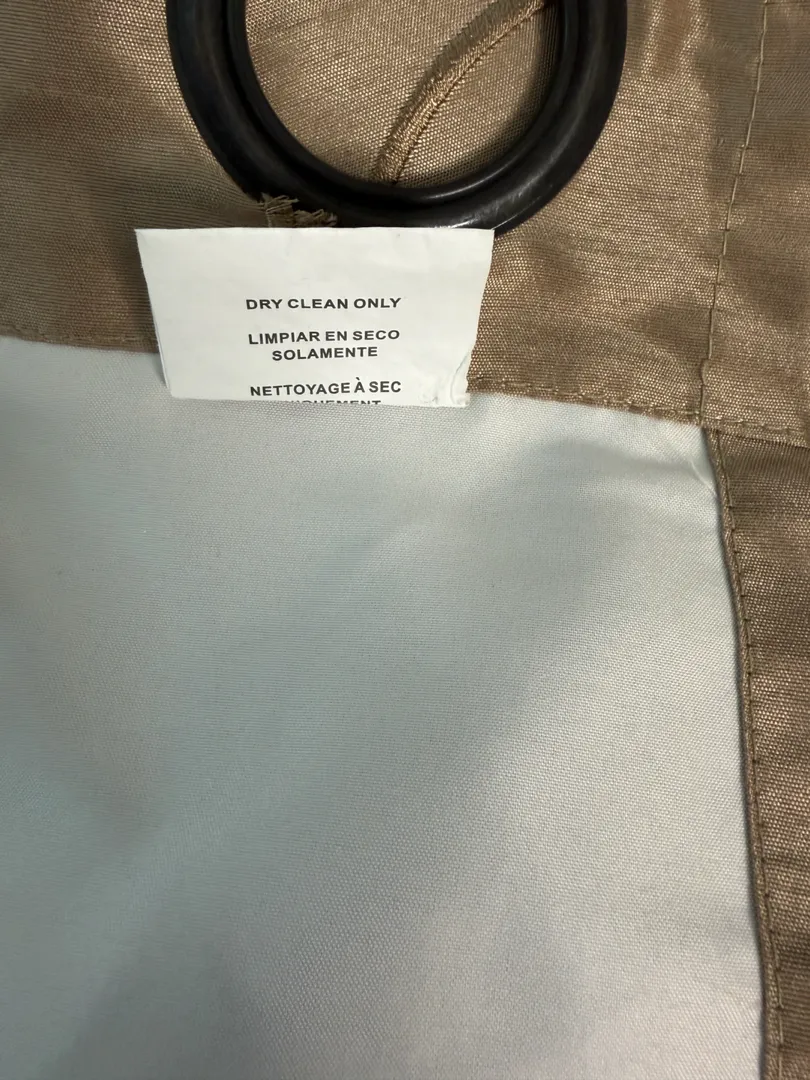 DRY CLEAN ONLY
LIMPIAR EN SECO
SOLAMENTE
NETTOYAGE À SEC